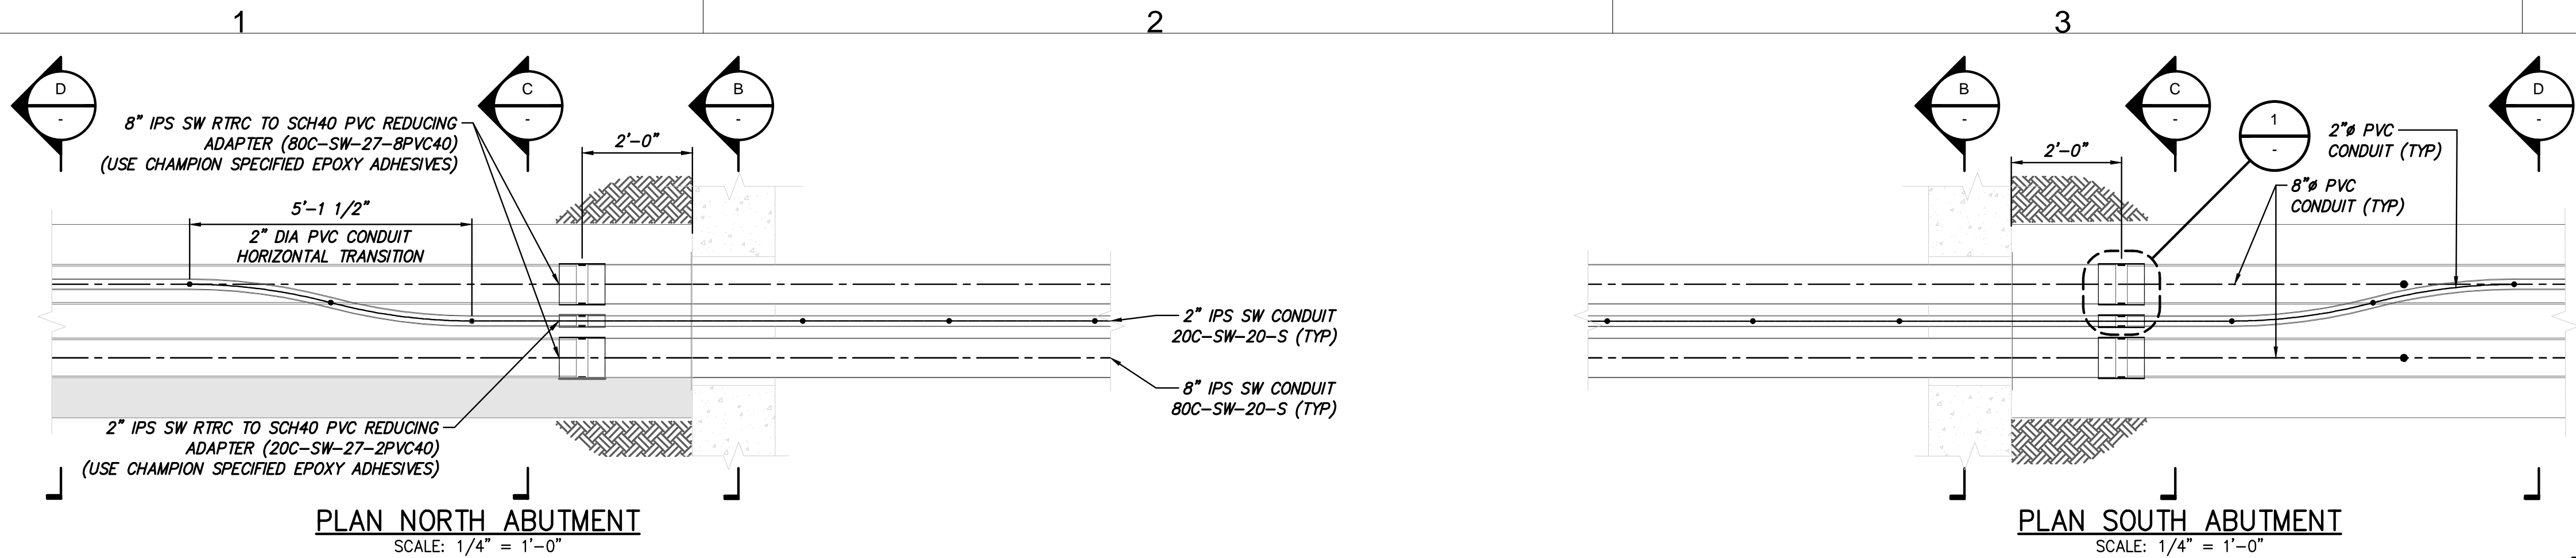 1
2
3
D
-
C
-
B
-
8" IPS SW RTRC TO SCH40 PVC REDUCING
ADAPTER (80C-SW-27-8PVC40)
(USE CHAMPION SPECIFIED EPOXY ADHESIVES)
2'-0"
5'-1 1/2"
2" DIA PVC CONDUIT
HORIZONTAL TRANSITION
2" IPS SW CONDUIT
20C-SW-20-S (TYP)
8" IPS SW CONDUIT
80C-SW-20-S (TYP)
2" IPS SW RTRC TO SCH40 PVC REDUCING
ADAPTER (20C-SW-27-2PVC40)
(USE CHAMPION SPECIFIED EPOXY ADHESIVES)
PLAN NORTH ABUTMENT
SCALE: 1/4" = 1'-0"
B
-
C
-
1
-
D
-
2'-0"
2"ø PVC
CONDUIT (TYP)
8"ø PVC
CONDUIT (TYP)
PLAN SOUTH ABUTMENT
SCALE: 1/4" = 1'-0"